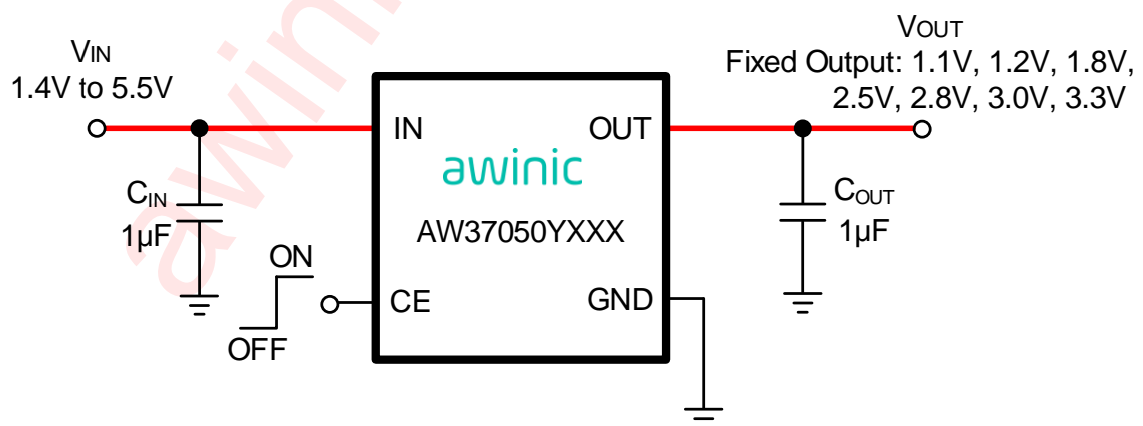 VIN
1.4V to 5.5V
VOUT
Fixed Output: 1.1V, 1.2V, 1.8V,
2.5V, 2.8V, 3.0V, 3.3V
IN
OUT
awinic
AW37050YXXX
CIN
1µF
COUT
1µF
ON
OFF
CE
GND
awini